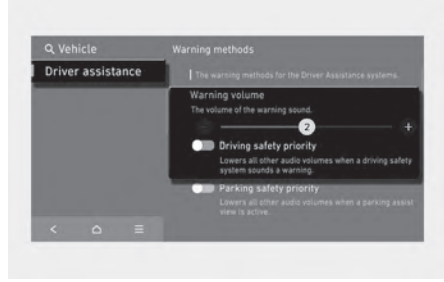 Vehicle
Driver assistance
Warning methods
The warning methods for the Driver Assistance systems.
Warning volume
The volume of the warning sound.
2
Driving safety priority
Lowers all other audio volumes when a driving safety
system sounds a warning.
Parking safety priority
Lowers all other audio volumes when a parking assist
view is active.